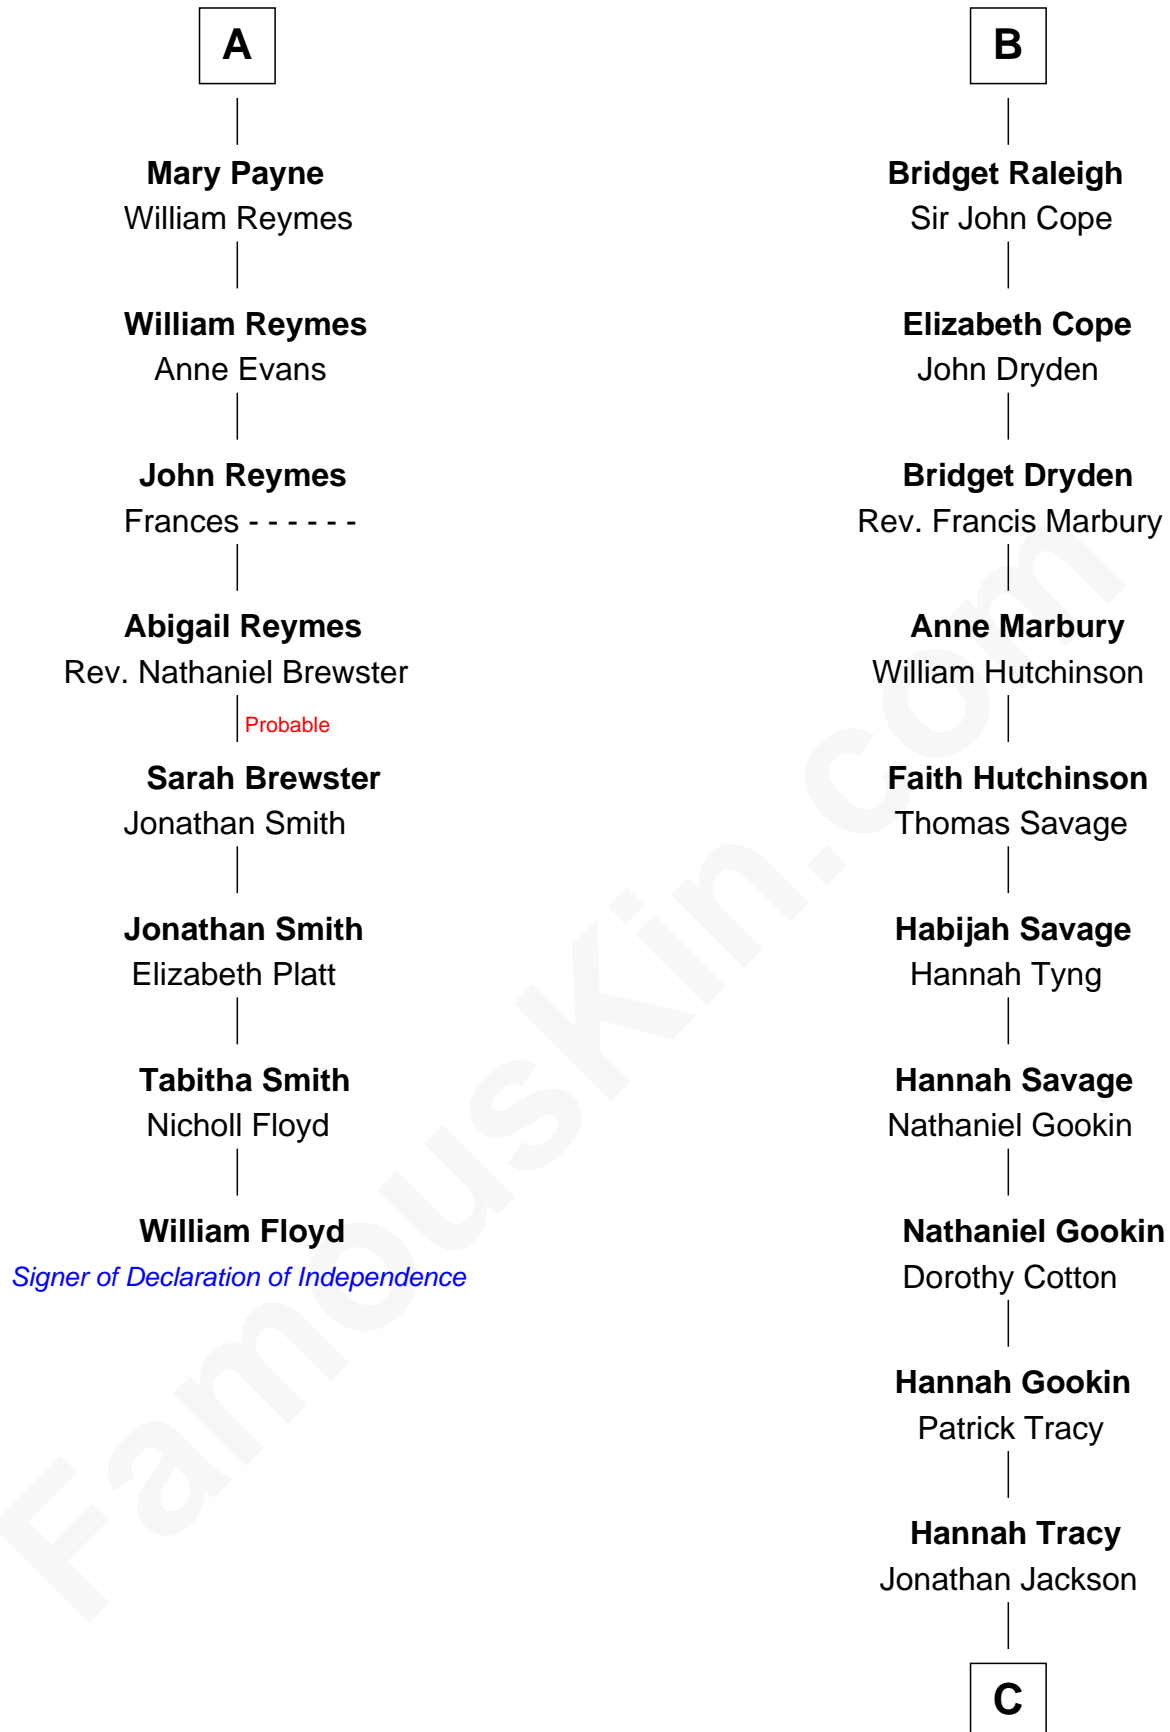 A
Mary Payne
William Reymes
William Reymes
Anne Evans
John Reymes
Frances - - - - - -
Abigail Reymes
Rev. Nathaniel Brewster
Probable
Sarah Brewster
Jonathan Smith
Jonathan Smith
Elizabeth Platt
Tabitha Smith
Nicholl Floyd
William Floyd
Signer of Declaration of Independence
B
Bridget Raleigh
Sir John Cope
Elizabeth Cope
John Dryden
Bridget Dryden
Rev. Francis Marbury
Anne Marbury
William Hutchinson
Faith Hutchinson
Thomas Savage
Habijah Savage
Hannah Tyng
Hannah Savage
Nathaniel Gookin
Nathaniel Gookin
Dorothy Cotton
Hannah Gookin
Patrick Tracy
Hannah Tracy
Jonathan Jackson
C
FamousKin.com